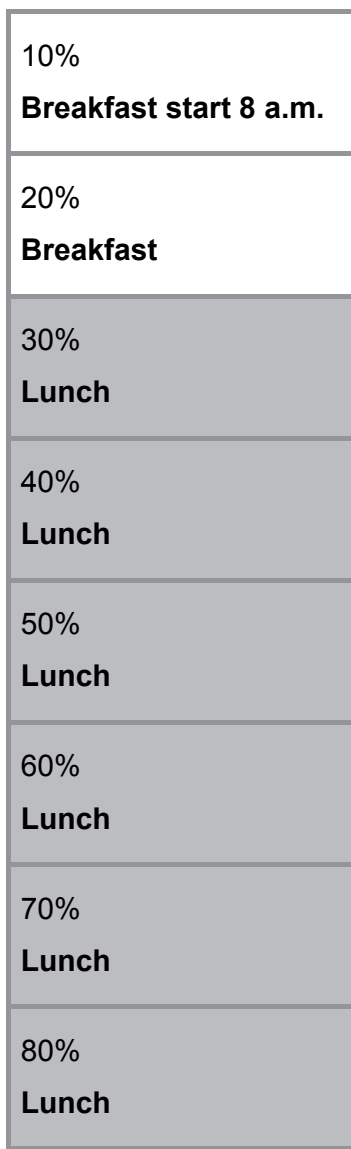 10%
Breakfast start 8 a.m.
20%
Breakfast
30%
Lunch
40%
Lunch
50%
Lunch
60%
Lunch
70%
Lunch
80%
Lunch